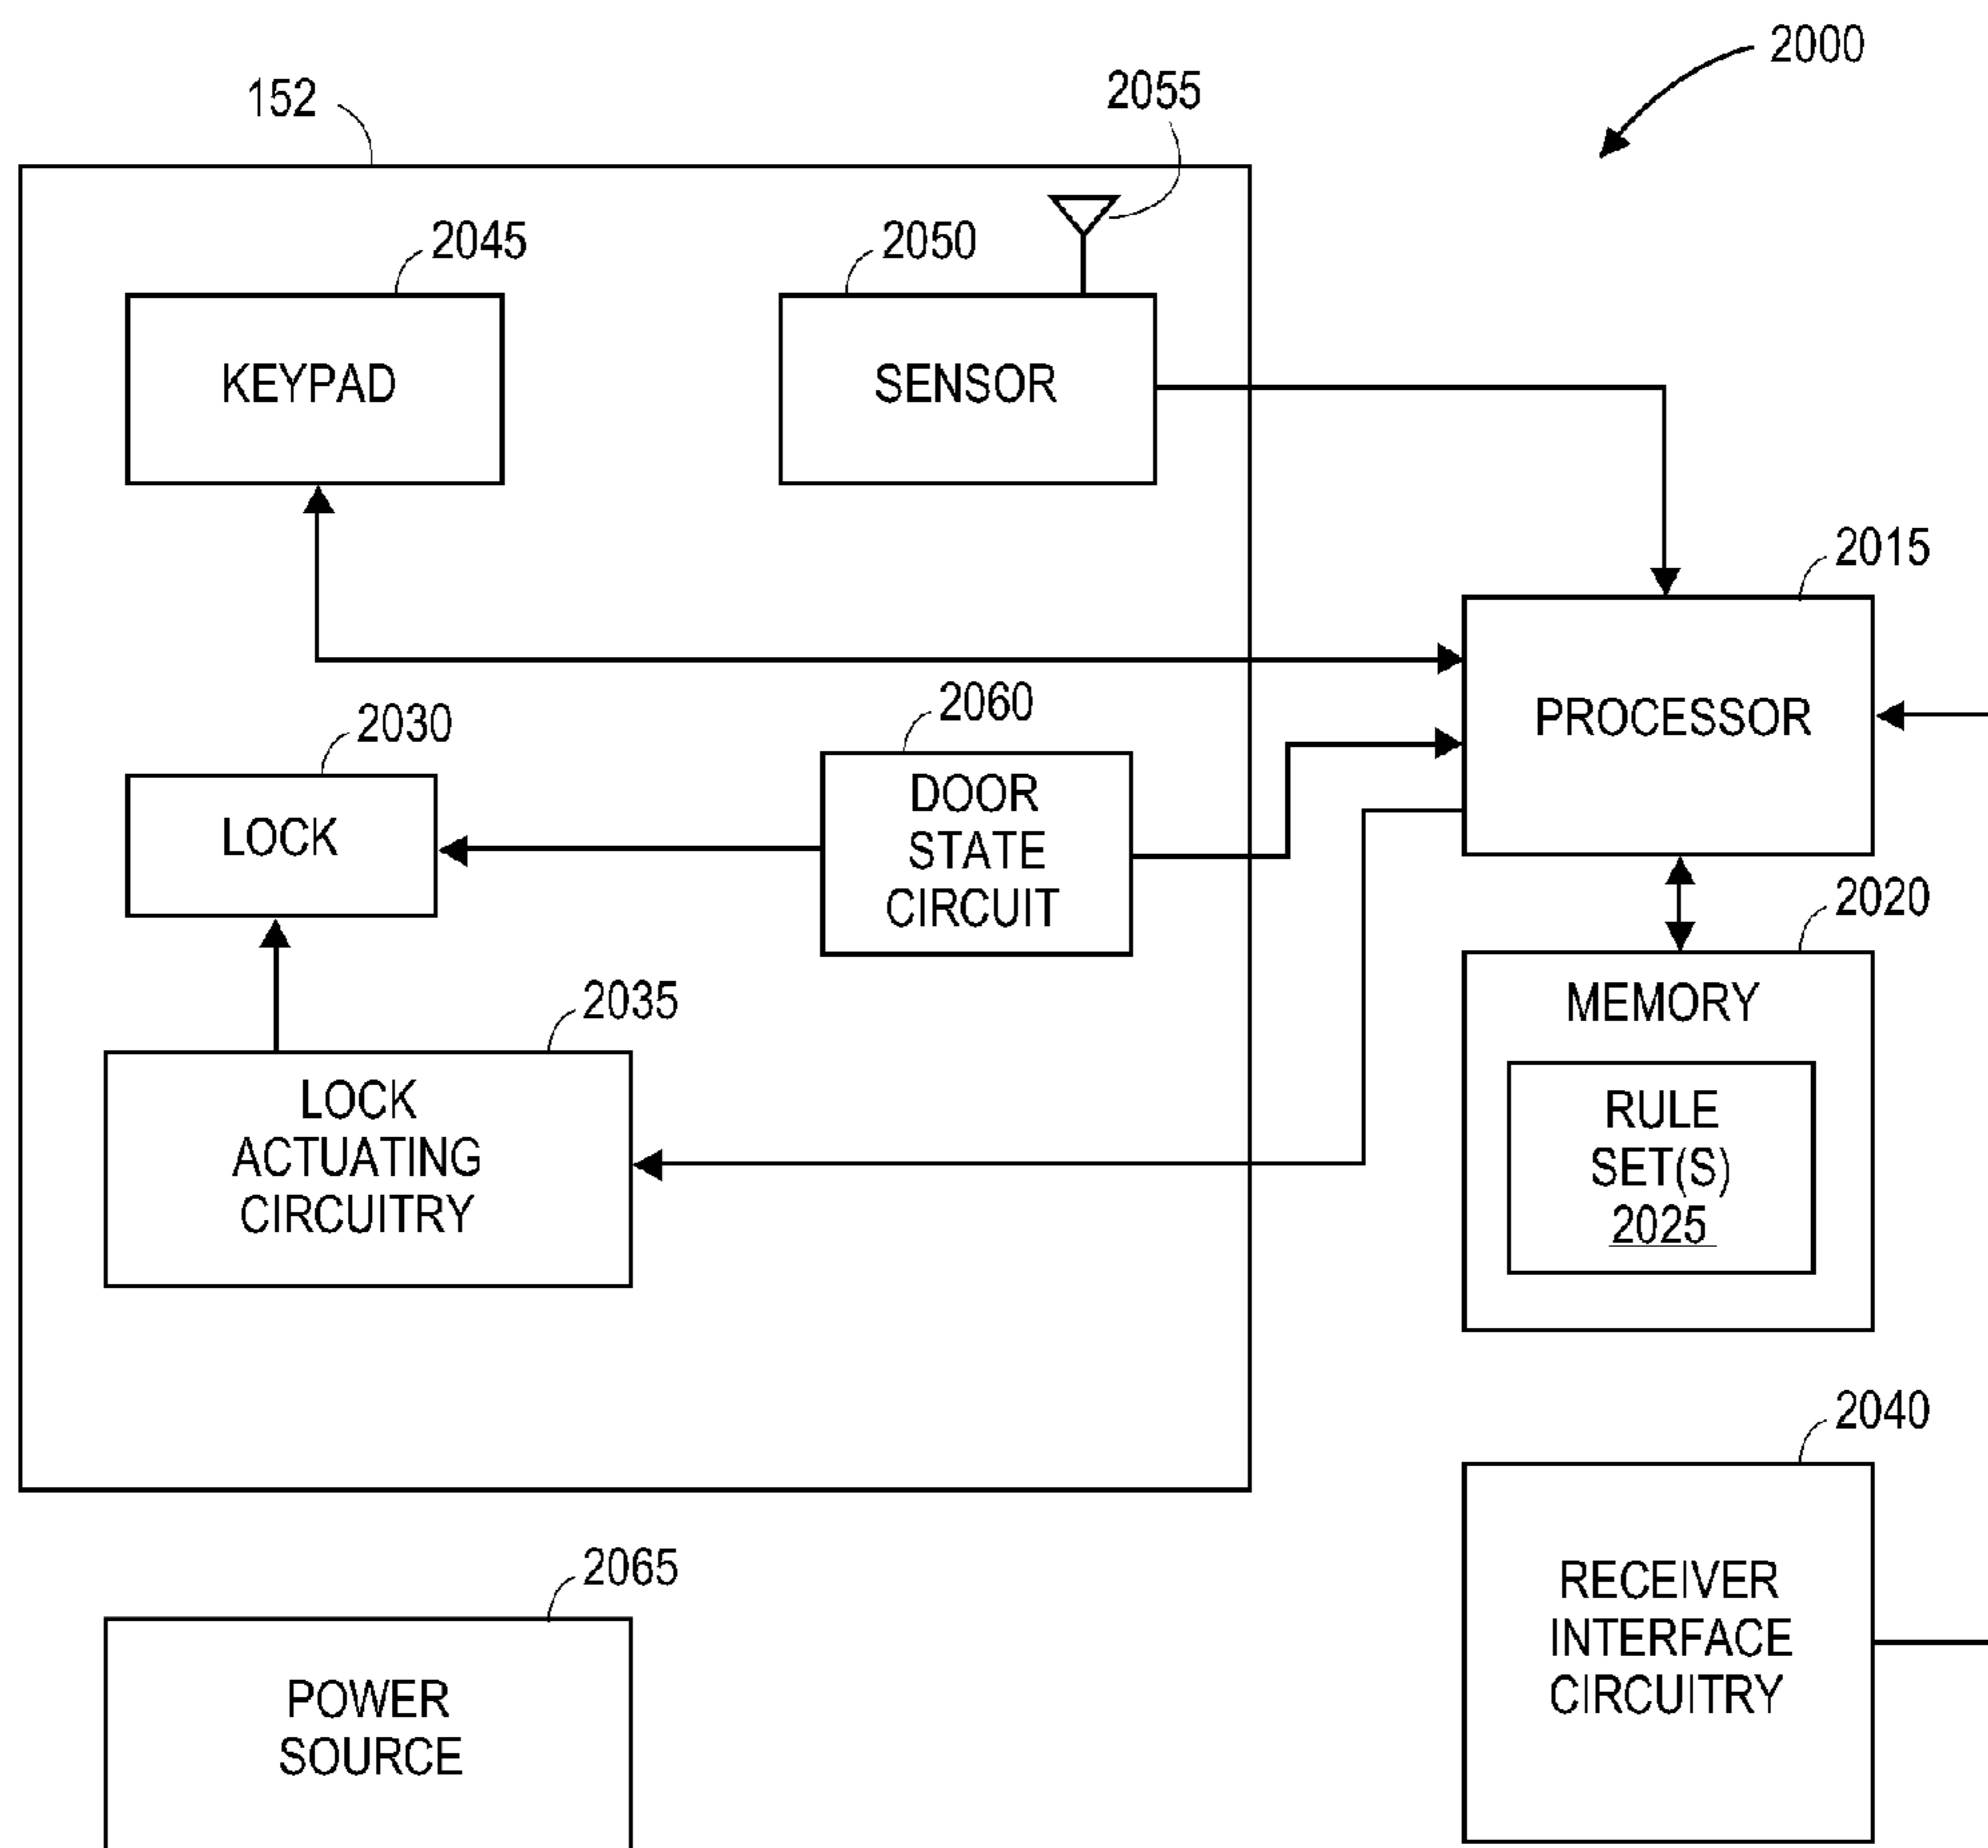 2000
152
2055
2045
2050
KEYPAD
SENSOR
2015
PROCESSOR
2030
2060
LOCK
DOOR
STATE
CIRCUIT
2020
MEMORY
RULE
SET(S)
2025
2035
LOCK
ACTUATING
CIRCUITRY
2040
RECEIVER
INTERFACE
CIRCUITRY
2065
POWER
SOURCE